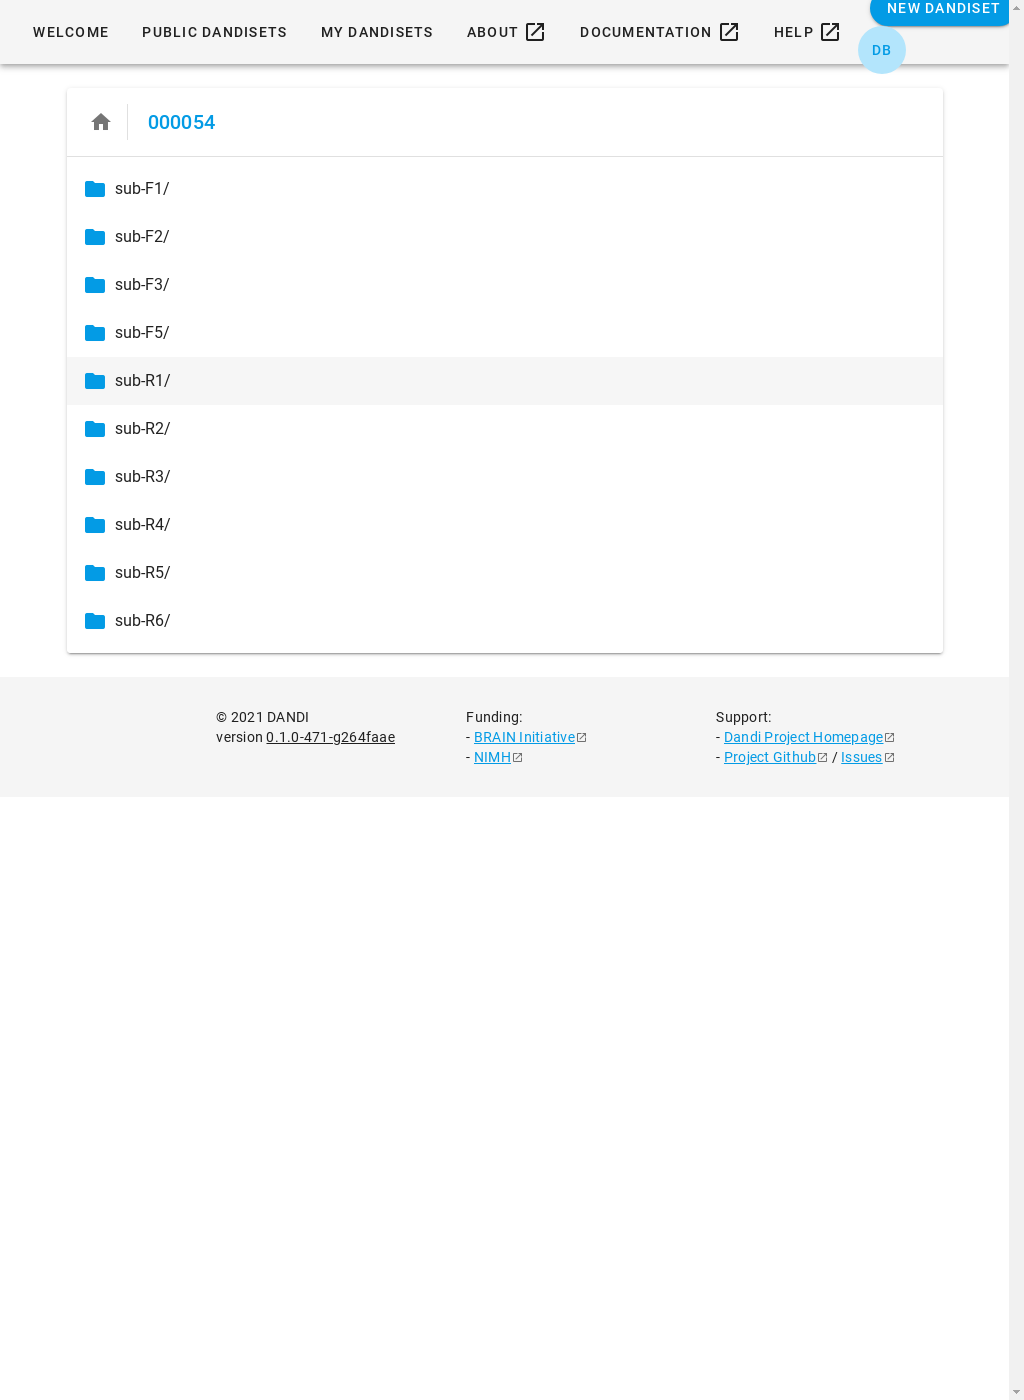 NEW DANDISET
WELCOME PUBLIC DANDISETS MY DANDISETS ABOUT DOCUMENTATION HELP
DB
000054
sub-F1/
sub-F2/
sub-F3/
sub-F5/
sub-R1/
sub-R2/
sub-R3/
sub-R4/
sub-R5/
sub-R6/
© 2021 DANDI
version 0.1.0-471-g264faae
Funding:
- BRAIN Initiative
- NIMH
Support:
- Dandi Project Homepage
- Project Github / Issues